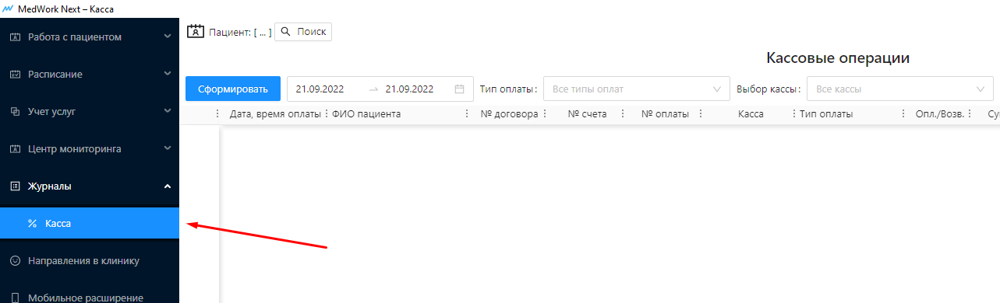 MedWork Next – Касса
Работа с пациентом
Расписание
Учет услуг
Центр мониторинга
Журналы
Касса
Направления в клинику
Мобильное расширение
Пациент: [ ... ] Поиск
Кассовые операции
Сформировать 21.09.2022 → 21.09.2022 Тип оплаты: Все типы оплат Выбор кассы: Все кассы
Дата, время оплаты ФИО пациента № договора № счета № оплаты Касса Тип оплаты Опл./Возв. Су